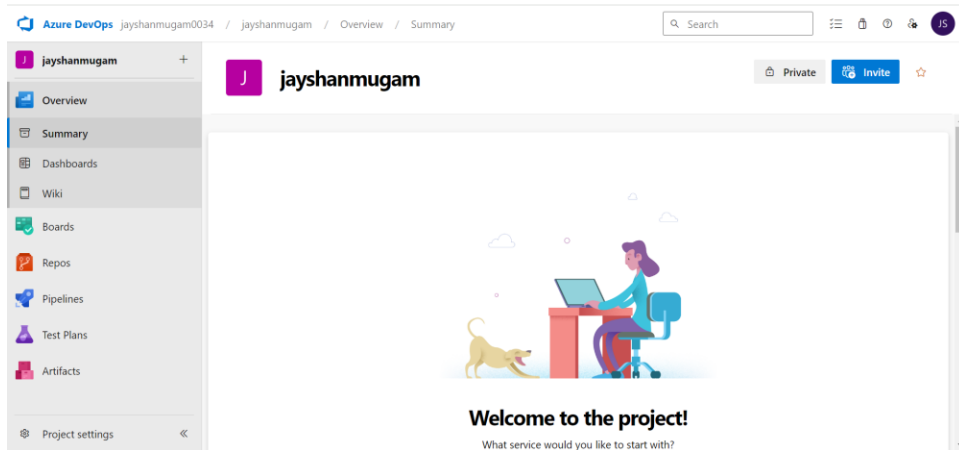 Azure DevOps jayshanmugam0034 / jayshanmugam / Overview / Summary
Search
JS
J jayshanmugam +
Overview
Summary
Dashboards
Wiki
Boards
Repos
Pipelines
Test Plans
Artifacts
Project settings
J jayshanmugam
Private
Invite
Welcome to the project!
What service would you like to start with?